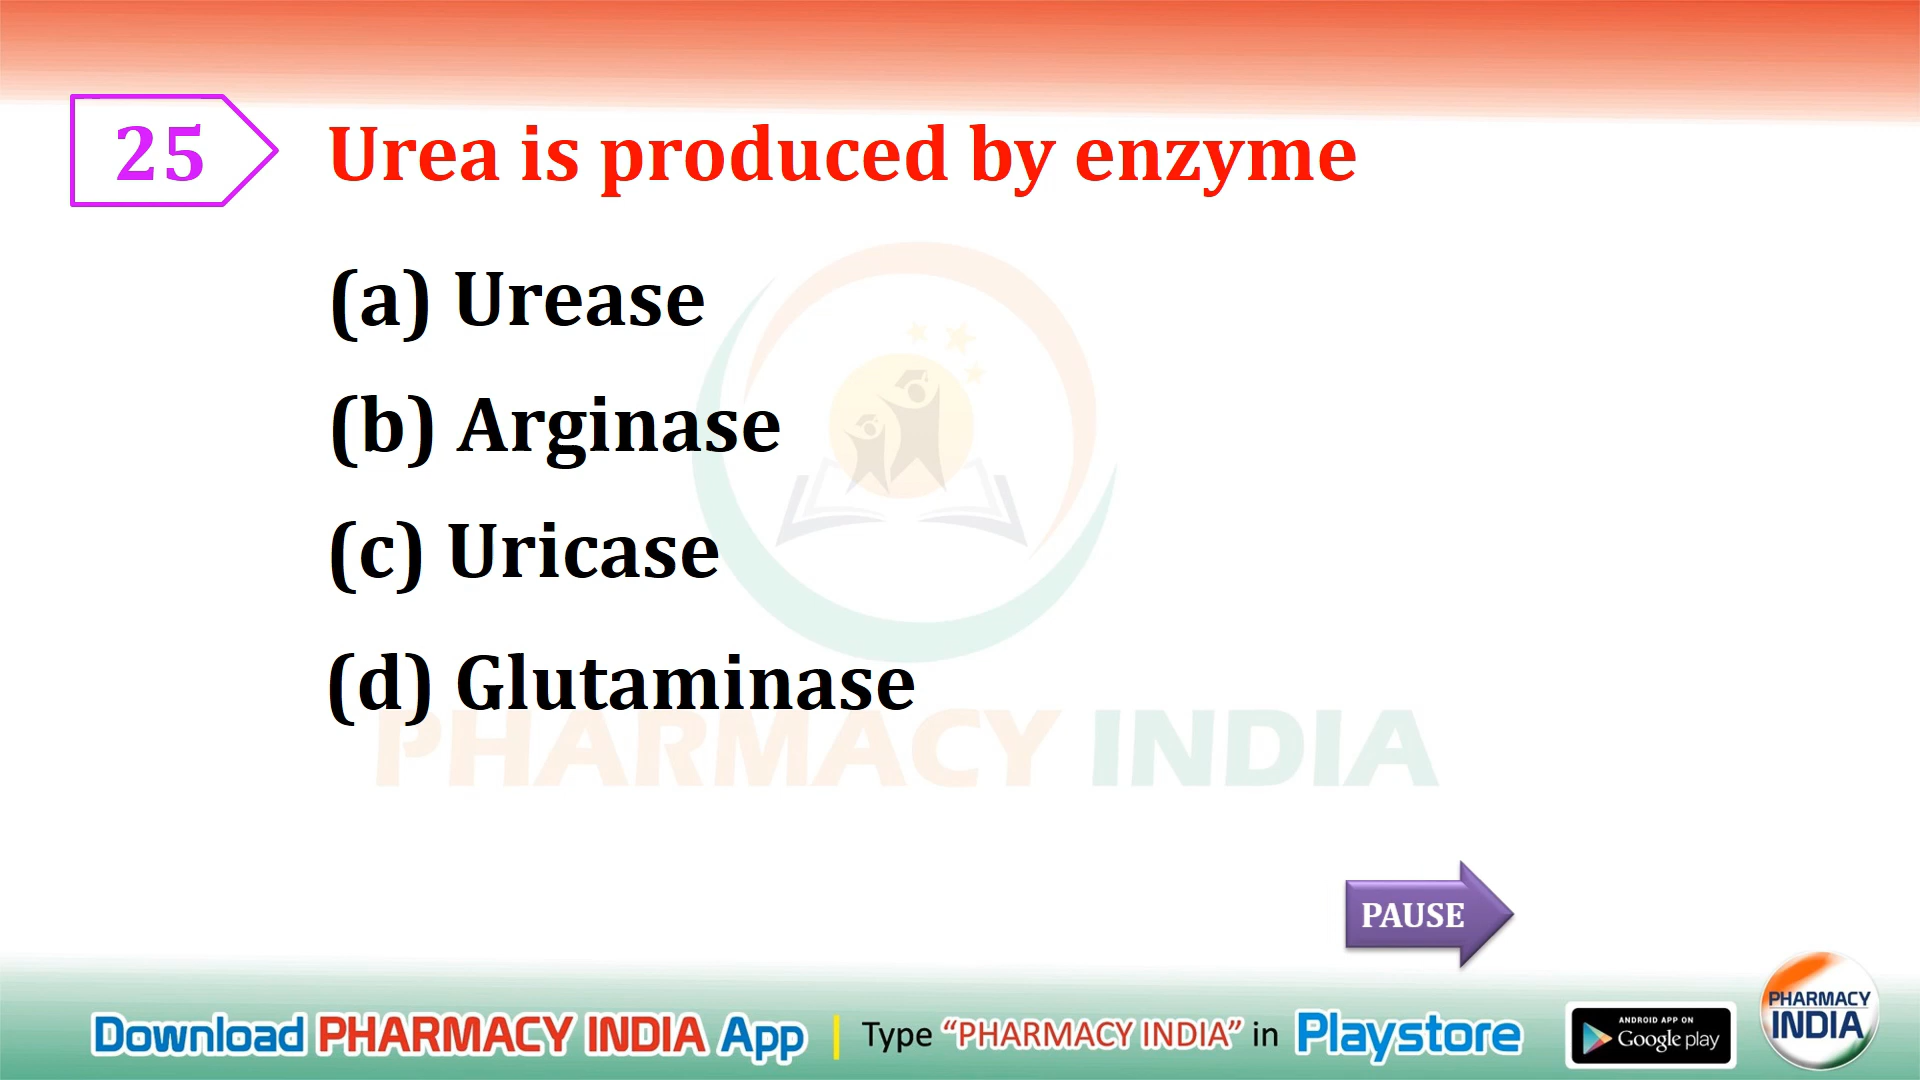 25 Urea is produced by enzyme
(a) Urease
(b) Arginase
(c) Uricase
(d) Glutaminase
PHARMACY INDIA
PAUSE
Download PHARMACY INDIA App | Type “PHARMACY INDIA” in Playstore
ANDROID APP ON
Google play
PHARMACY
INDIA